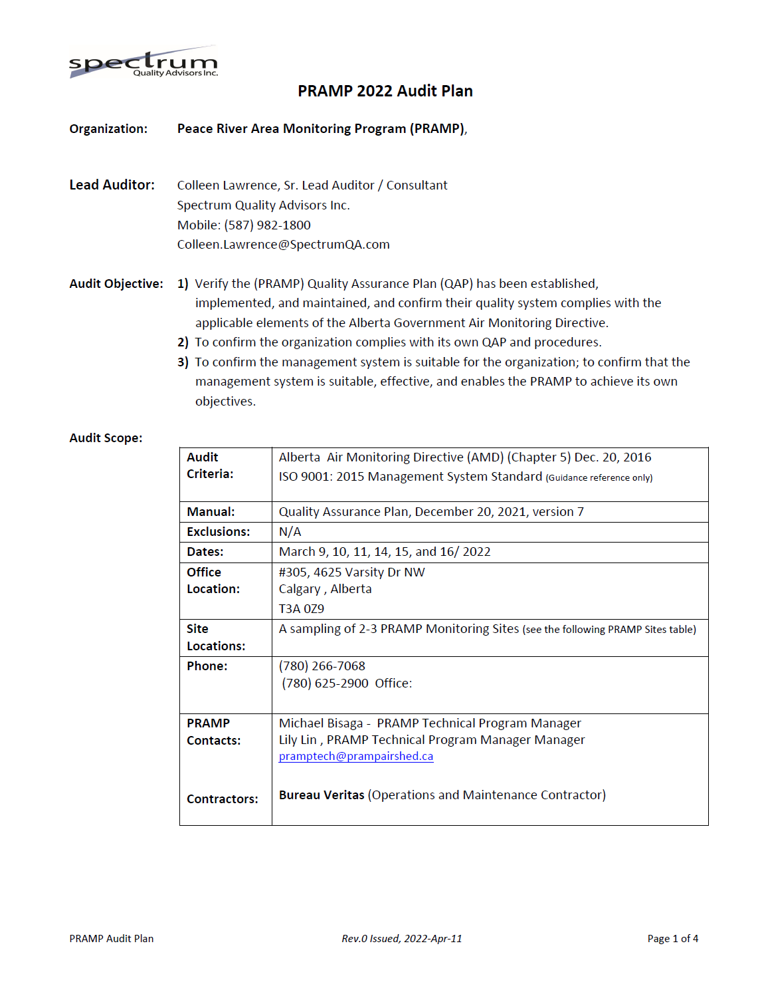 spectrum
Quality Advisors Inc.
PRAMP 2022 Audit Plan
Organization: Peace River Area Monitoring Program (PRAMP),
Lead Auditor: Colleen Lawrence, Sr. Lead Auditor / Consultant
Spectrum Quality Advisors Inc.
Mobile: (587) 982-1800
Colleen.Lawrence@SpectrumQA.com
Audit Objective: 1) Verify the (PRAMP) Quality Assurance Plan (QAP) has been established,
implemented, and maintained, and confirm their quality system complies with the
applicable elements of the Alberta Government Air Monitoring Directive.
2) To confirm the organization complies with its own QAP and procedures.
3) To confirm the management system is suitable for the organization; to confirm that the
management system is suitable, effective, and enables the PRAMP to achieve its own
objectives.
Audit Scope:
Audit Criteria: Alberta  Air Monitoring Directive (AMD) (Chapter 5) Dec. 20, 2016
ISO 9001: 2015 Management System Standard (Guidance reference only)
Manual: Quality Assurance Plan, December 20, 2021, version 7
Exclusions: N/A
Dates: March 9, 10, 11, 14, 15, and 16/ 2022
Office Location: #305, 4625 Varsity Dr NW
Calgary , Alberta
T3A 0Z9
Site Locations: A sampling of 2-3 PRAMP Monitoring Sites (see the following PRAMP Sites table)
Phone: (780) 266-7068
(780) 625-2900  Office:
PRAMP Contacts: Michael Bisaga -  PRAMP Technical Program Manager
Lily Lin , PRAMP Technical Program Manager Manager
pramptech@prampairshed.ca
Contractors: Bureau Veritas (Operations and Maintenance Contractor)
PRAMP Audit Plan Rev.0 Issued, 2022-Apr-11 Page 1 of 4